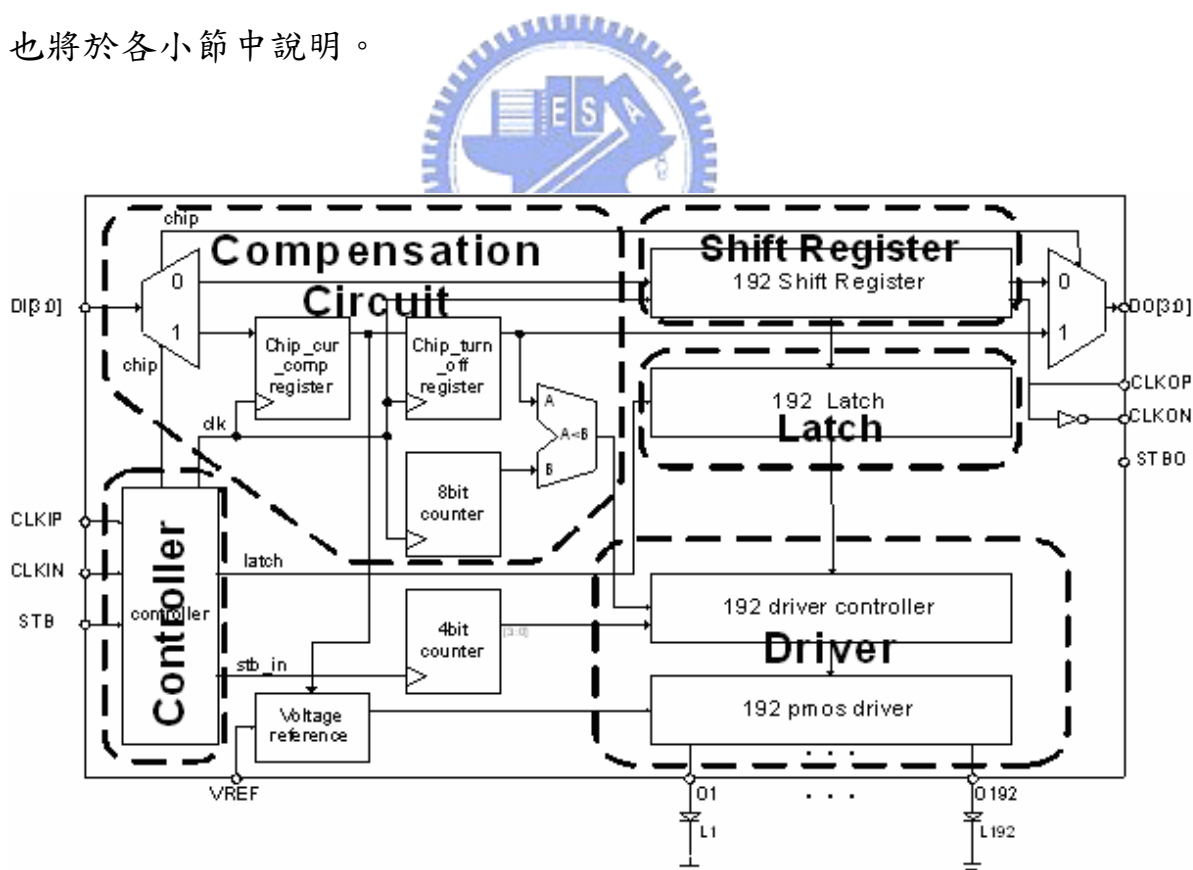 也將於各小節中說明。
ESA
chip
Compensation
Circuit
Shift Register
192 Shift Register
0
1
0
1
DI[3:0]
DO[3:0]
chip
Chip_cur
_comp
register
Chip_turn
_off
register
A
A<B
B
192 Latch
Latch
CLKOP
CLKON
STBO
clk
8bit
counter
CLKIP
CLKIN
STB
Controller
controller
latch
4bit
counter
[3:0]
192 driver controller
Driver
stb_in
Voltage
reference
192 pmos driver
. . .
VREF
O1
. . .
O192
L1
L192